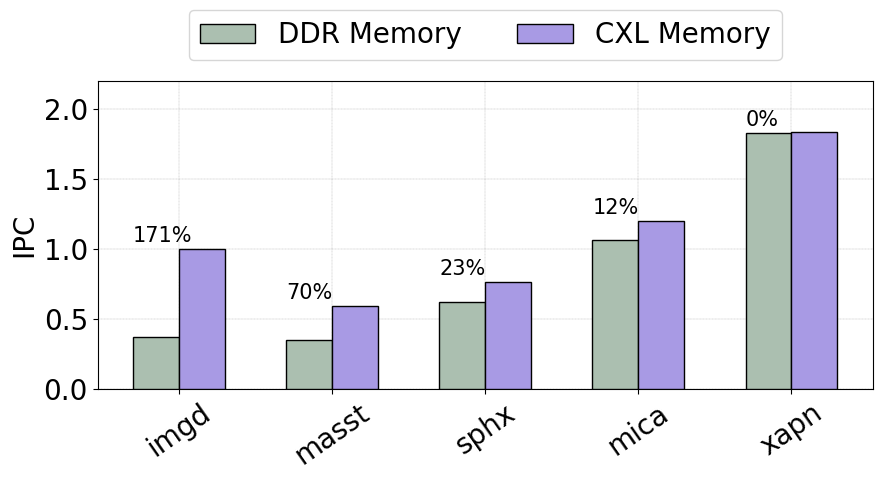 DDR Memory CXL Memory
IPC
2.0
1.5
1.0
0.5
0.0
171%
70%
23%
12%
0%
imgd
masst
sphx
mica
xapn